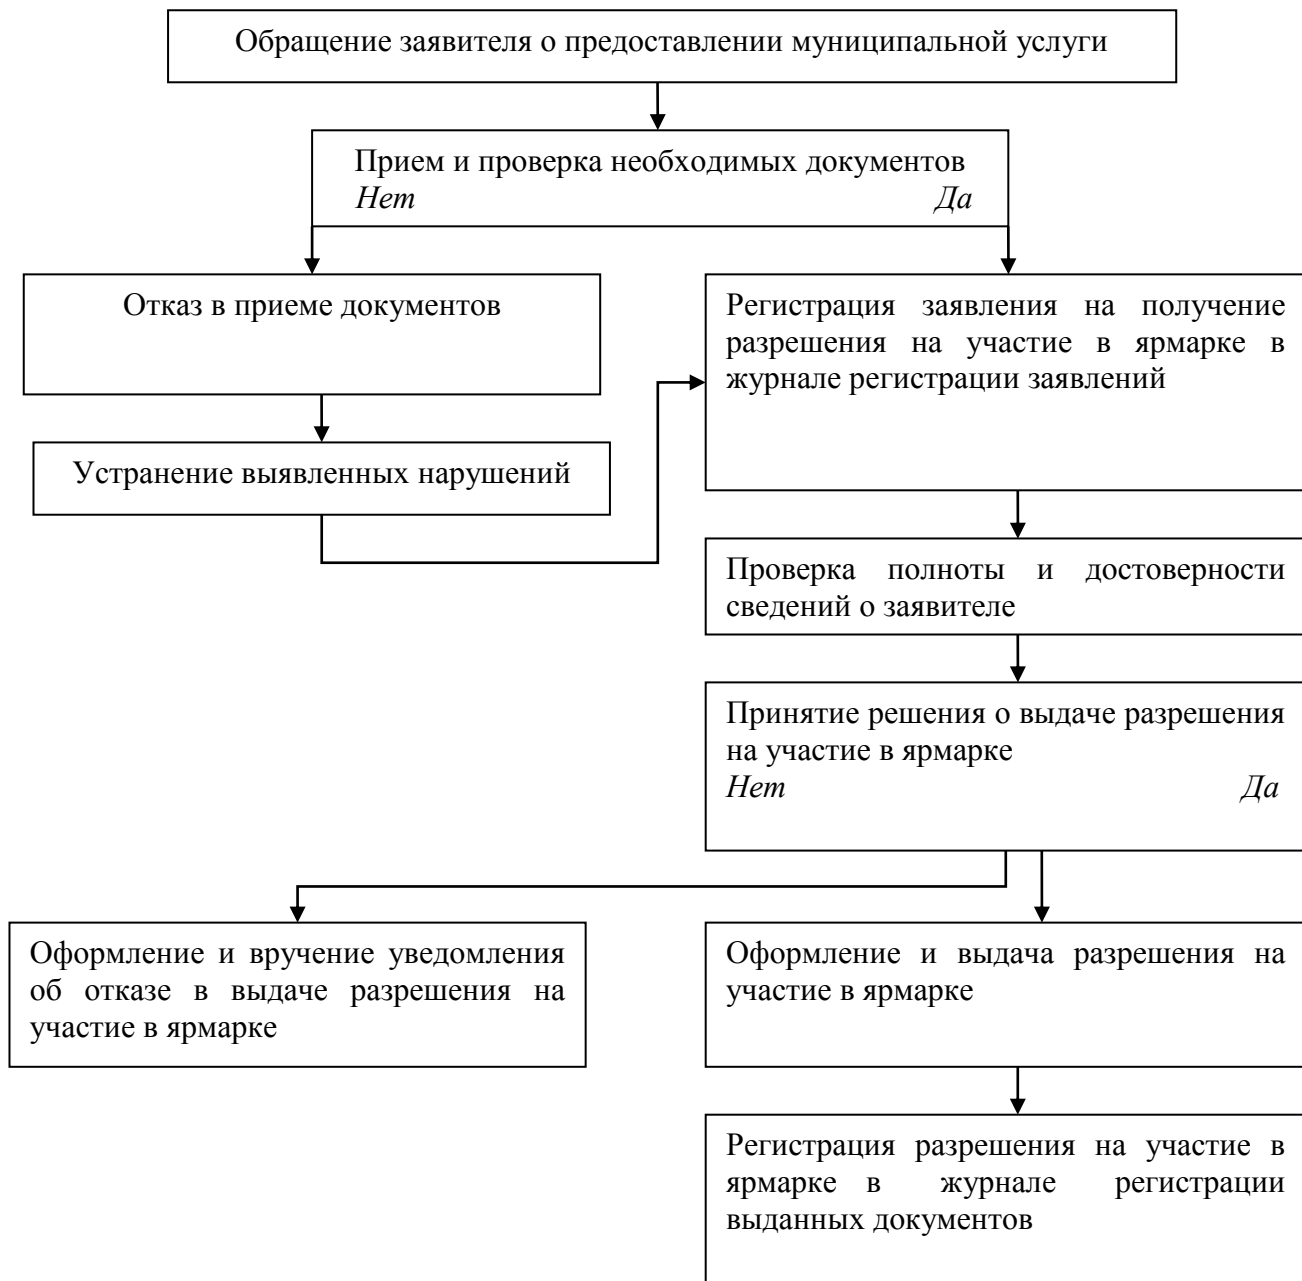 Обращение заявителя о предоставлении муниципальной услуги
Прием и проверка необходимых документов
Нет Да
Отказ в приеме документов
Регистрация заявления на получение
разрешения на участие в ярмарке в
журнале регистрации заявлений
Устранение выявленных нарушений
Проверка полноты и достоверности
сведений о заявителе
Принятие решения о выдаче разрешения
на участие в ярмарке
Нет Да
Оформление и вручение уведомления
об отказе в выдаче разрешения на
участие в ярмарке
Оформление и выдача разрешения на
участие в ярмарке
Регистрация разрешения на участие в
ярмарке в журнале регистрации
выданных документов